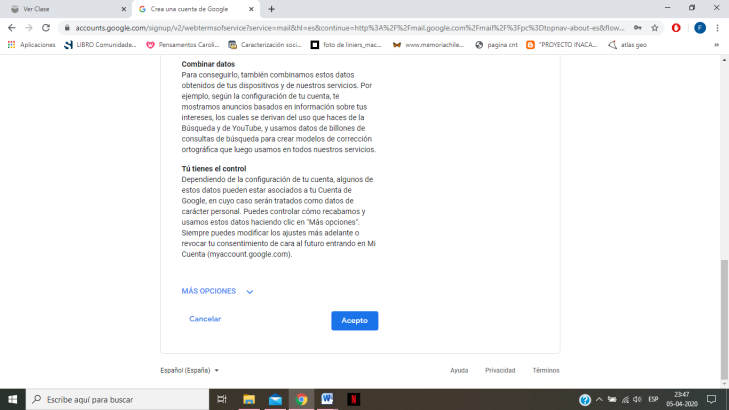 Ver Clase
Crea una cuenta de Google
accounts.google.com/signup/v2/webtermsofservice?service=mail&hl=es&continue=http%3A%2F%2Fmail.google.com%2Fmail%2F%3Fpc%3Dtopnav-about-es&flow...
F
Aplicaciones
LIBRO Comunidade...
Pensamentos Caroli...
Caracterización soci...
foto de liniers_mac...
www.memoriachile...
pagina cnt
"PROYECTO INACA...
atlas geo
Combinar datos
Para conseguirlo, también combinamos estos datos
obtenidos de tus dispositivos y de nuestros servicios. Por
ejemplo, según la configuración de tu cuenta, te
mostramos anuncios basados en información sobre tus
intereses, los cuales se derivan del uso que haces de la
Búsqueda y de YouTube, y usamos datos de billones de
consultas de búsqueda para crear modelos de corrección
ortográfica que luego usamos en todos nuestros servicios.
Tú tienes el control
Dependiendo de la configuración de tu cuenta, algunos de
estos datos pueden estar asociados a tu Cuenta de
Google, en cuyo caso serán tratados como datos de
carácter personal. Puedes controlar cómo recabamos y
usamos estos datos haciendo clic en "Más opciones".
Siempre puedes modificar los ajustes más adelante o
revocar tu consentimiento de cara al futuro entrando en Mi
Cuenta (myaccount.google.com).
MÁS OPCIONES
Cancelar
Acepto
Español (España)
Ayuda
Privacidad
Términos
Escribe aquí para buscar
ESP
23:47
05-04-2020